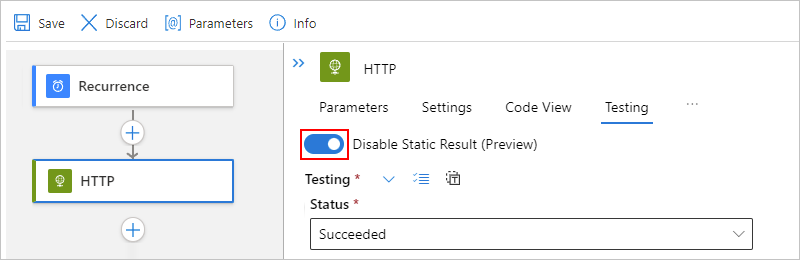 Save Discard [@] Parameters Info
Recurrence
HTTP
HTTP
Parameters Settings Code View Testing ...
Disable Static Result (Preview)
Testing *
Status *
Succeeded